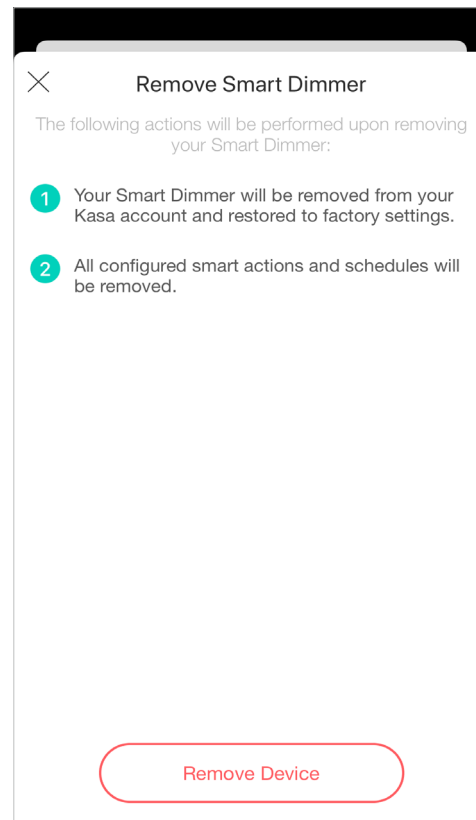 Remove Smart Dimmer
The following actions will be performed upon removing
your Smart Dimmer:
1 Your Smart Dimmer will be removed from your
Kasa account and restored to factory settings.
2 All configured smart actions and schedules will
be removed.
Remove Device